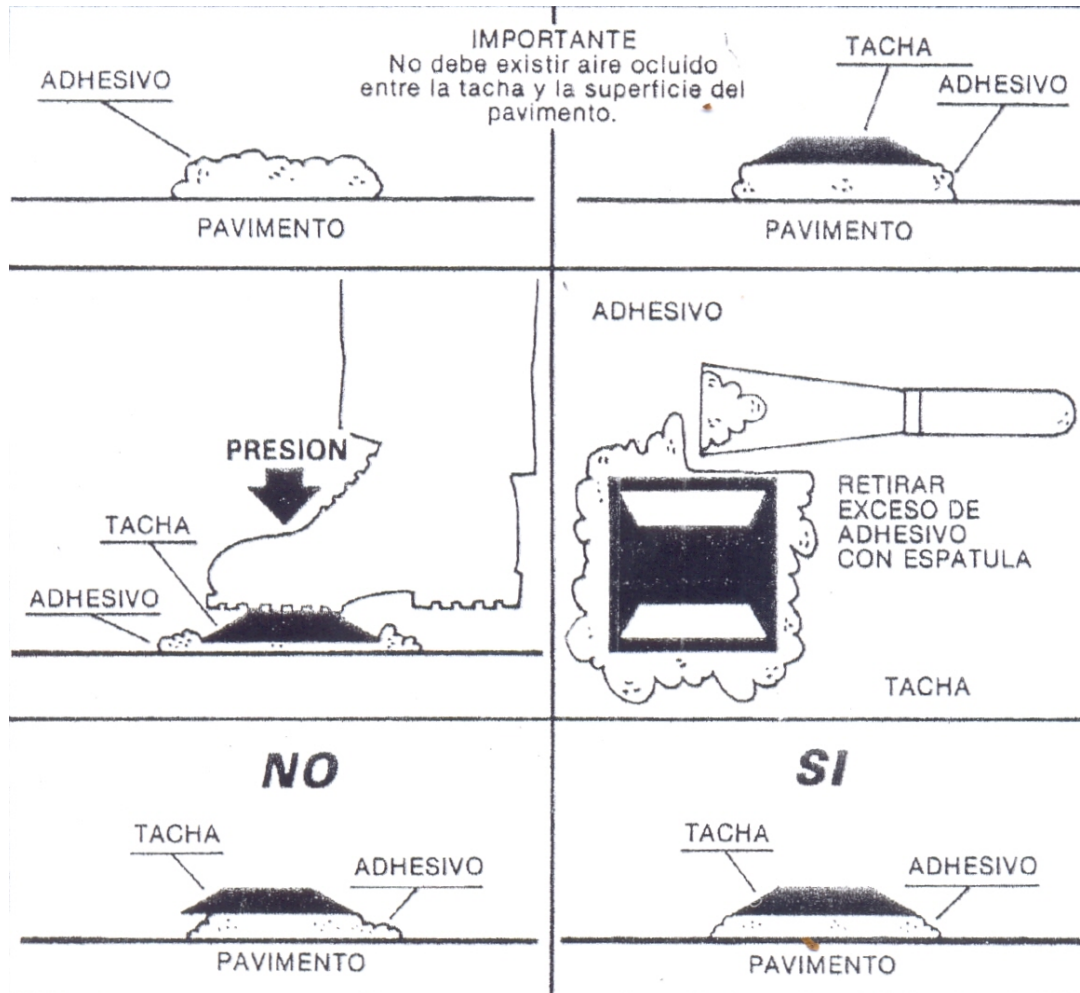 ADHESIVO
IMPORTANTE
No debe existir aire ocluido
entre la tacha y la superficie del
pavimento.
PAVIMENTO
TACHA
ADHESIVO
PAVIMENTO
PRESION
TACHA
ADHESIVO
ADHESIVO
RETIRAR
EXCESO DE
ADHESIVO
CON ESPATULA
TACHA
NO
TACHA
ADHESIVO
PAVIMENTO
SI
TACHA
ADHESIVO
PAVIMENTO